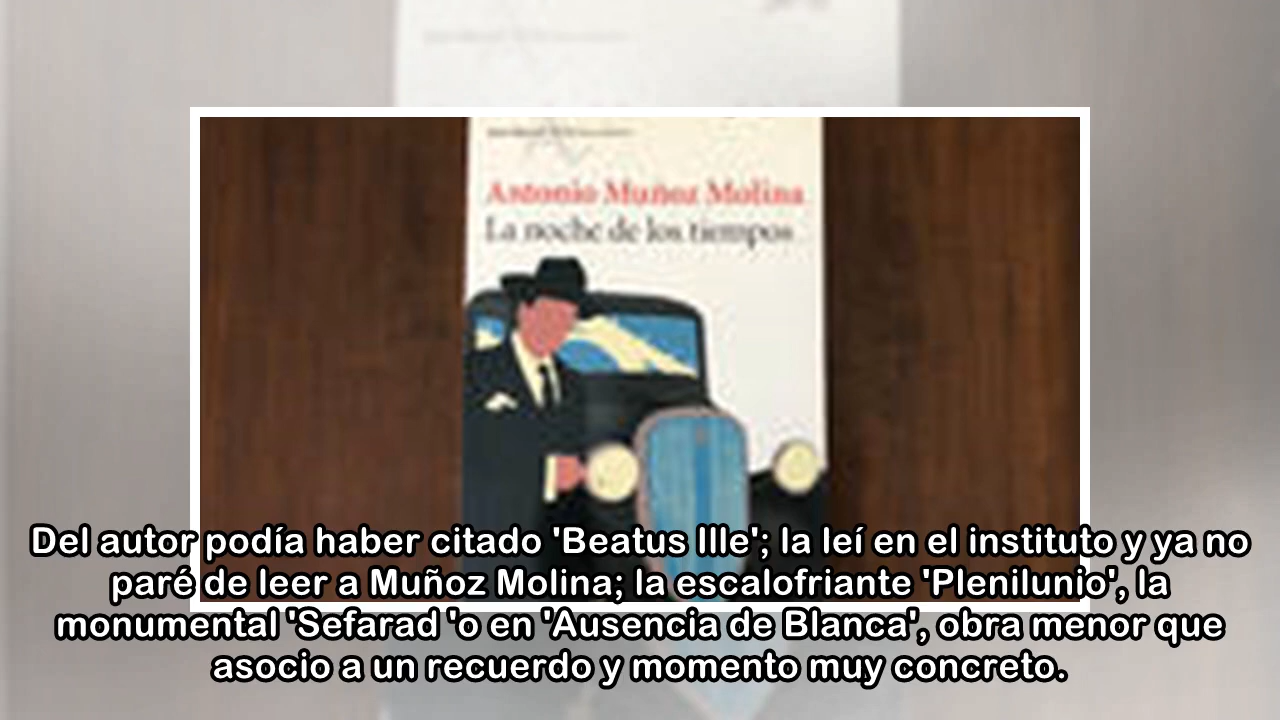 Antonio Muñoz Molina
La noche de los tiempos
Del autor podía haber citado 'Beatus Ille'; la leí en el instituto y ya no
paré de leer a Muñoz Molina; la escalofriante 'Plenilunio', la
monumental 'Sefarad 'o en 'Ausencia de Blanca', obra menor que
asocio a un recuerdo y momento muy concreto.